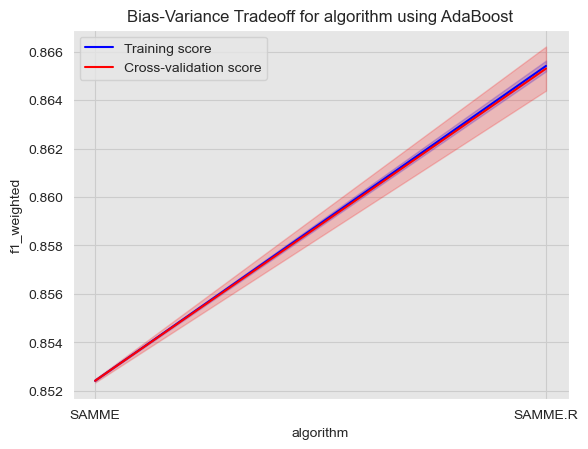 Bias-Variance Tradeoff for algorithm using AdaBoost
Training score
Cross-validation score
0.866
0.864
0.862
0.860
0.858
0.856
0.854
0.852
f1_weighted
SAMME
SAMME.R
algorithm